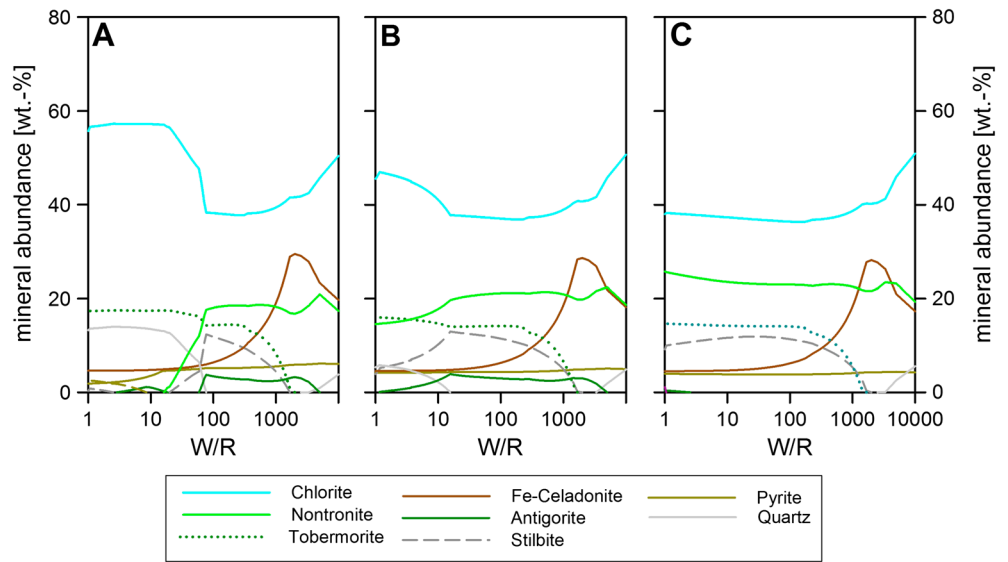 A
B
C
80
60
40
20
0
mineral abundance [wt.-%]
1 10 100 1000
W/R
1 10 100 1000
W/R
1 10 100 1000 10000
W/R
80
60
40
20
0
mineral abundance [wt.-%]
Chlorite Fe-Celadonite Pyrite
Nontronite Antigorite Quartz
Tobermorite Stilbite